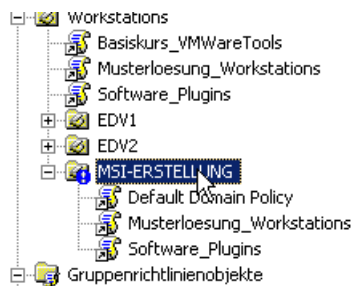 Workstations
Basiskurs_VMWareTools
Musterloesung_Workstations
Software_Plugins
EDV1
EDV2
MSI-ERSTELLUNG
Default Domain Policy
Musterloesung_Workstations
Software_Plugins
Gruppenrichtlinienobjekte